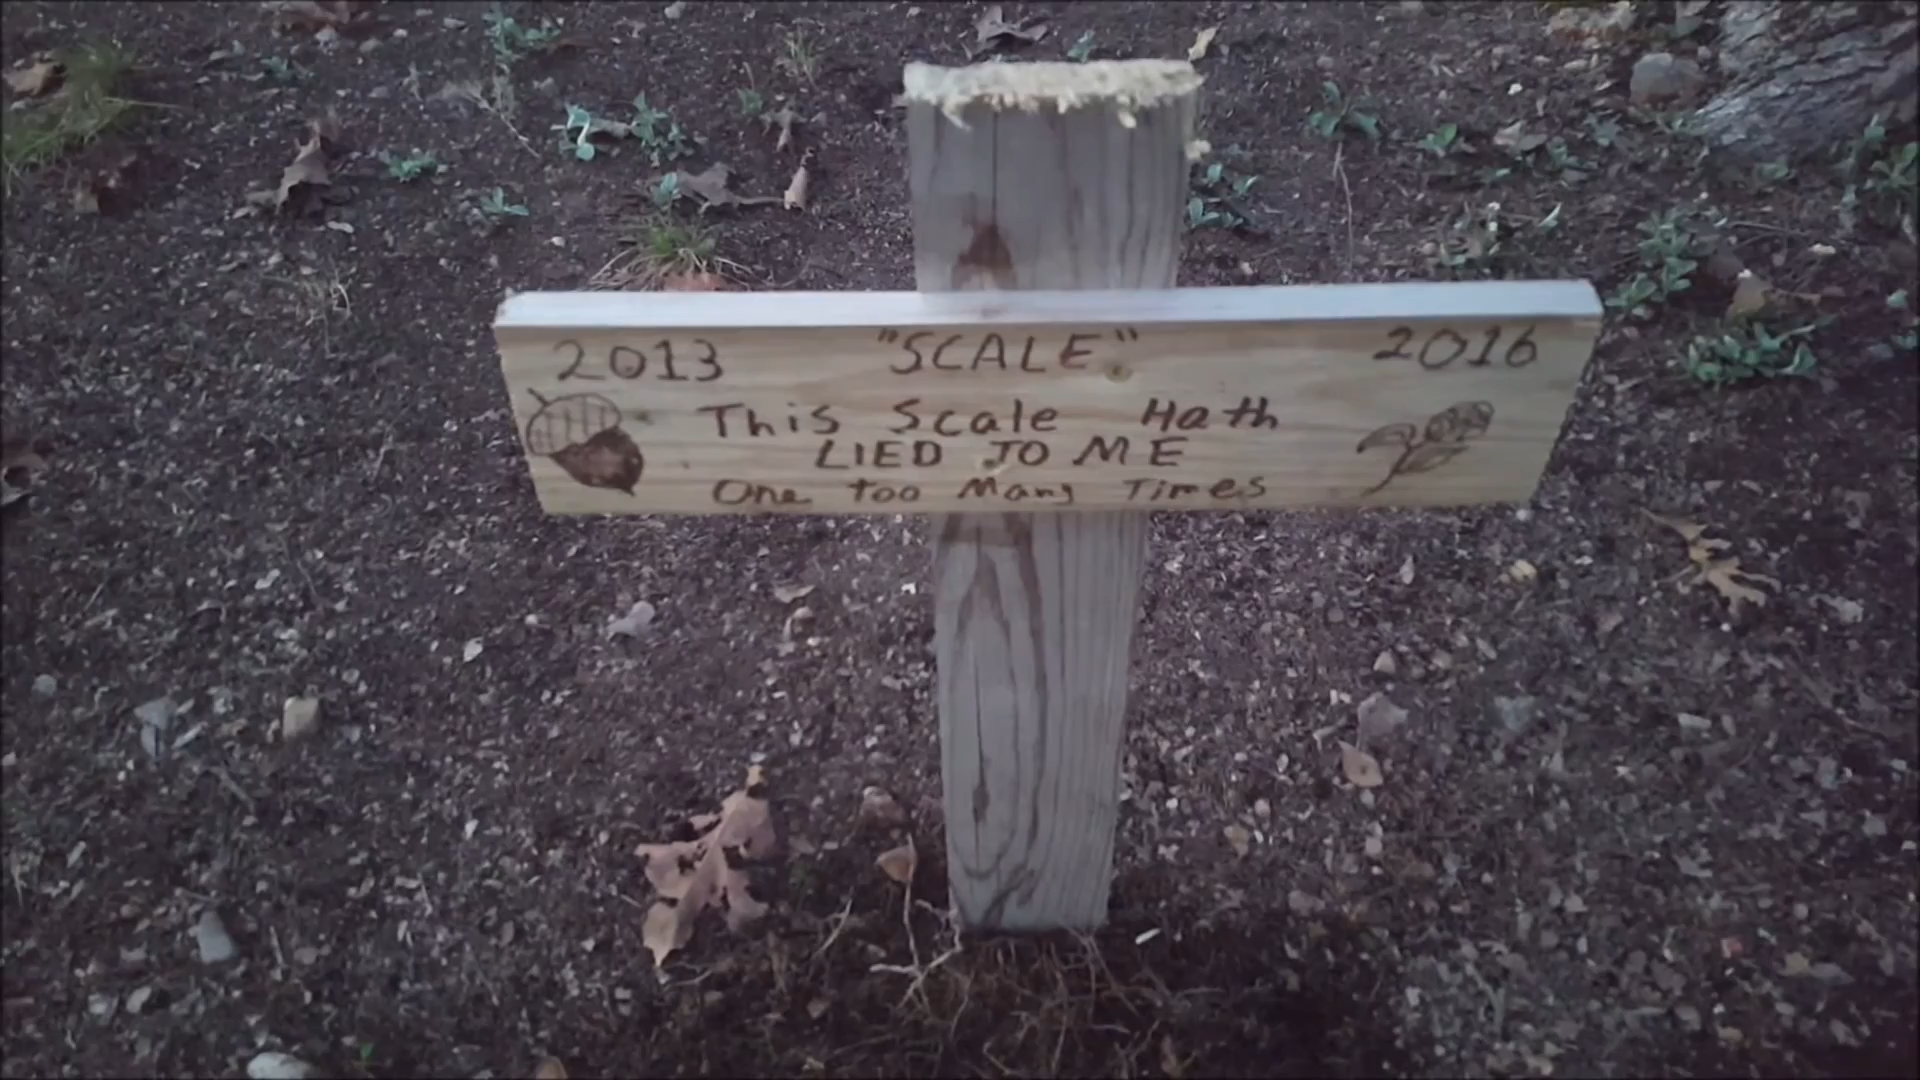 2013 "SCALE" 2016
This Scale Hath
LIED TO ME
One too Many Times